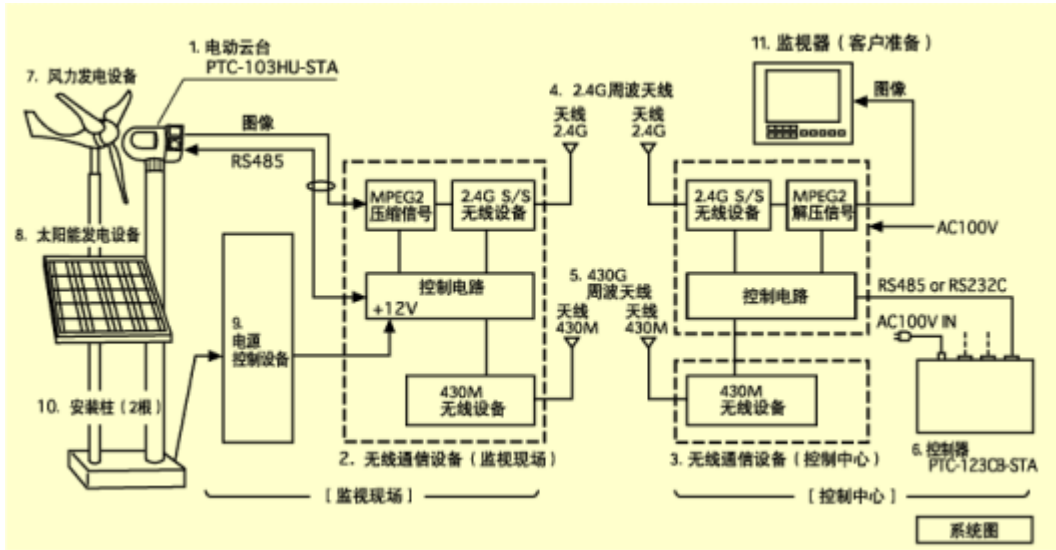 1. 电动云台
PTC-103HU-STA
7. 风力发电设备
图像
RS485
8. 太阳能发电设备
9.
电源
控制设备
10. 安装柱(2根)
MPEG2
压缩信号
2.4G S/S
无线设备
控制电路
+12V
430M
无线设备
2. 无线通信设备(监视现场)
[监视现场]
4. 2.4G周波天线
天线
2.4G
天线
2.4G
5. 430G
周波天线
天线
430M
天线
430M
11. 监视器(客户准备)
图像
2.4G S/S
无线设备
MPEG2
解压信号
AC100V
控制电路
RS485 or RS232C
AC100V IN
430M
无线设备
3. 无线通信设备(控制中心)
6. 控制器
PTC-123CB-STA
[控制中心]
系统图